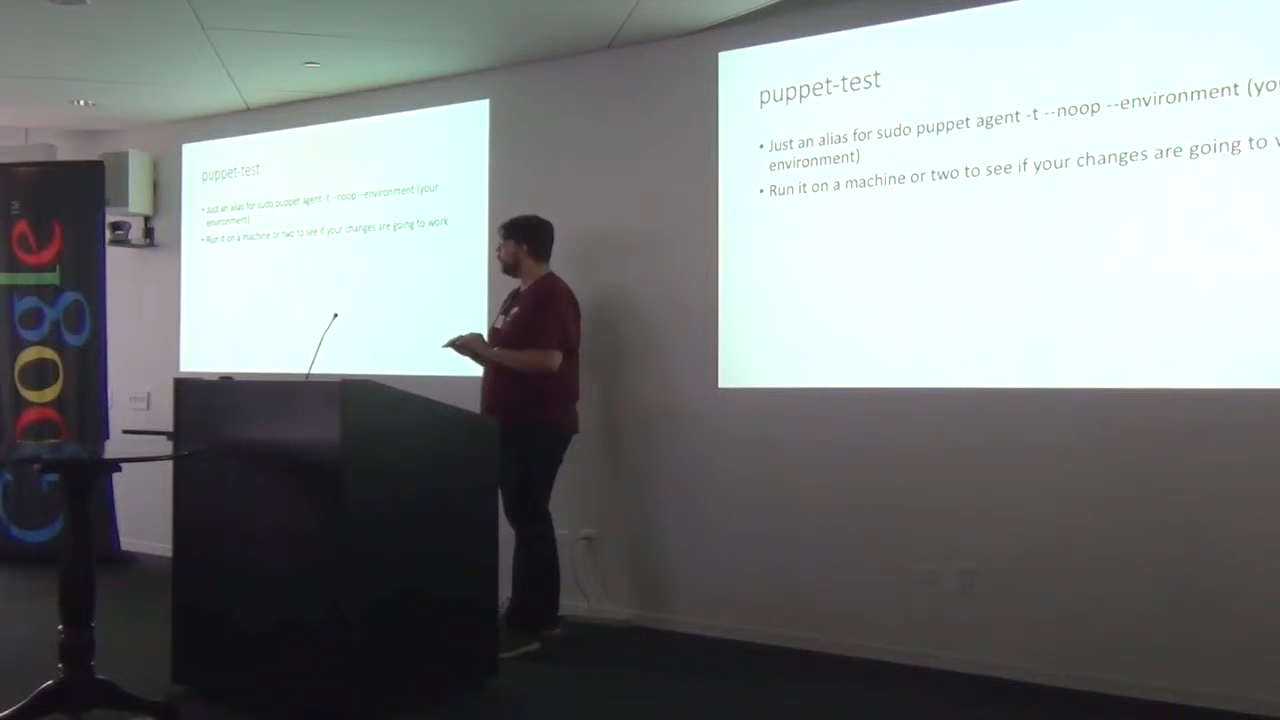 Google™
puppet-test
• Just an alias for sudo puppet agent -t --noop --environment (your
environment)
• Run it on a machine or two to see if your changes are going to work
puppet-test
• Just an alias for sudo puppet agent -t --noop --environment (you
environment)
• Run it on a machine or two to see if your changes are going to